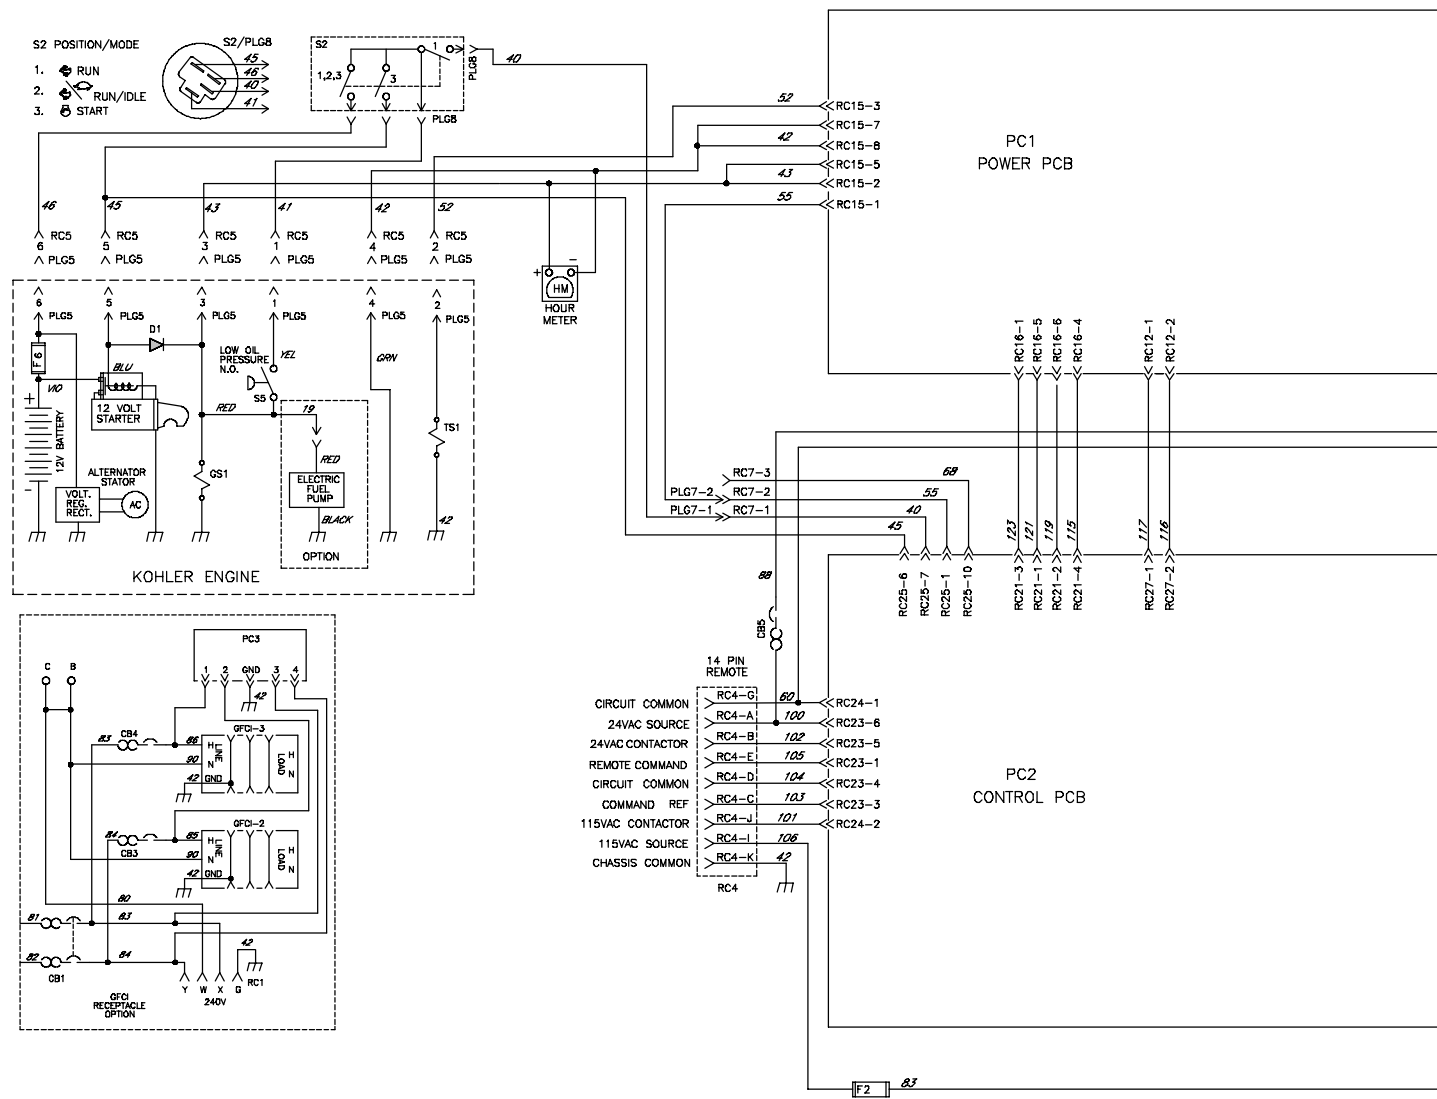 S2 POSITION/MODE
1. RUN
2. RUN/IDLE
3. START
S2/PLG8
45
46
40
41
S2
1,2,3
3
1
PLG8
PLG8
40
52
RC15-3
RC15-7
42
RC15-8
RC15-5
43
RC15-2
55
RC15-1
PC1
POWER PCB
46
45
43
41
42
52
RC5
RC5
RC5
RC5
RC5
RC5
6
5
3
1
4
2
PLG5
PLG5
PLG5
PLG5
PLG5
PLG5
+
-
HM
HOUR
METER
6
5
3
1
4
2
PLG5
PLG5
PLG5
PLG5
PLG5
PLG5
D1
F6
BLU
VIO
LOW OIL
PRESSURE
N.O.
YEL
GRN
S5
+
12V BATTERY
-
12 VOLT
STARTER
RED
19
TS1
RED
GS1
ALTERNATOR
STATOR
VOLT.
REG.
RECT.
AC
ELECTRIC
FUEL
PUMP
BLACK
42
OPTION
KOHLER ENGINE
RC16-1
RC16-5
RC16-6
RC16-4
RC12-1
RC12-2
RC7-3
68
PLG7-2
RC7-2
55
PLG7-1
RC7-1
40
45
123
121
119
115
117
116
RC25-6
RC25-7
RC25-1
RC25-10
RC21-3
RC21-1
RC21-2
RC21-4
RC27-1
RC27-2
88
CB5
PC3
C
B
1
2
GND
3
4
42
CB4
83
86
GFCI-3
90
H
N
LINE
H
N
LOAD
42
GND
84
CB3
85
GFCI-2
90
H
N
LINE
H
N
LOAD
42
GND
80
81
83
82
84
42
CB1
RC1
Y
W
X
G
240V
GFCI
RECEPTACLE
OPTION
14 PIN
REMOTE
CIRCUIT COMMON RC4-G 60 RC24-1
24VAC SOURCE RC4-A 100 RC23-6
24VAC CONTACTOR RC4-B 102 RC23-5
REMOTE COMMAND RC4-E 105 RC23-1
CIRCUIT COMMON RC4-D 104 RC23-4
COMMAND REF RC4-C 103 RC23-3
115VAC CONTACTOR RC4-J 101 RC24-2
115VAC SOURCE RC4-I 106
CHASSIS COMMON RC4-K 42
RC4
PC2
CONTROL PCB
F2
83